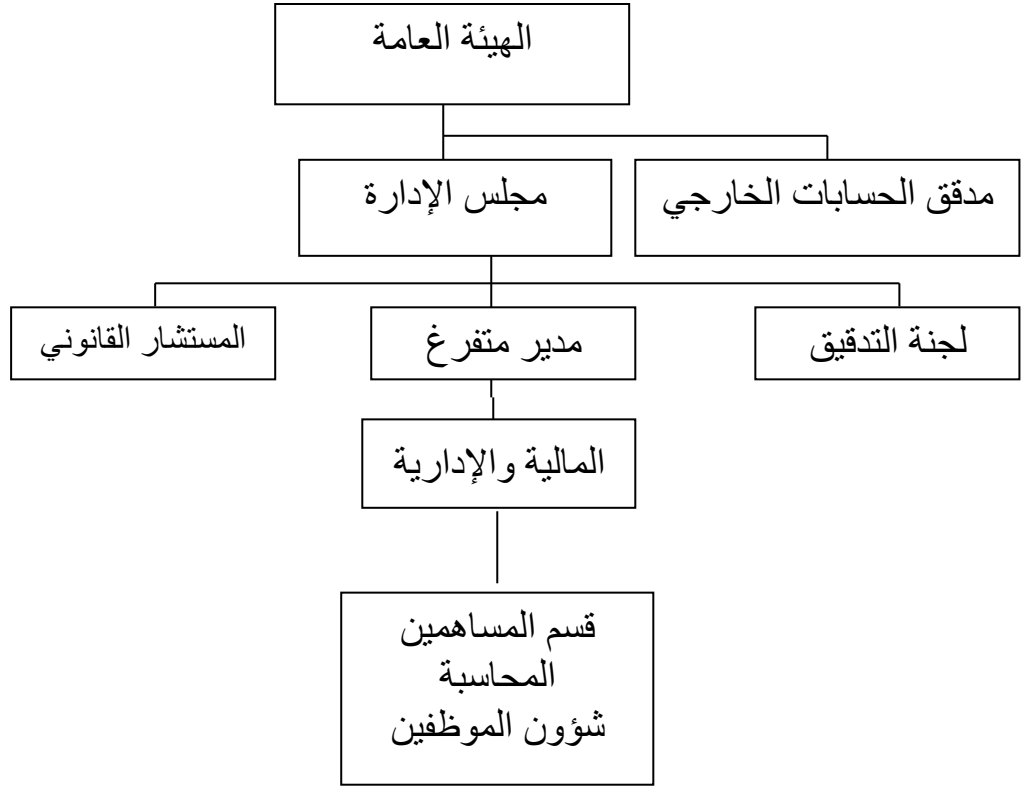 الهيئة العامة
مدقق الحسابات الخارجي
مجلس الإدارة
لجنة التدقيق
مدير متفرغ
المستشار القانوني
المالية والإدارية
قسم المساهمين
المحاسبة
شؤون الموظفين